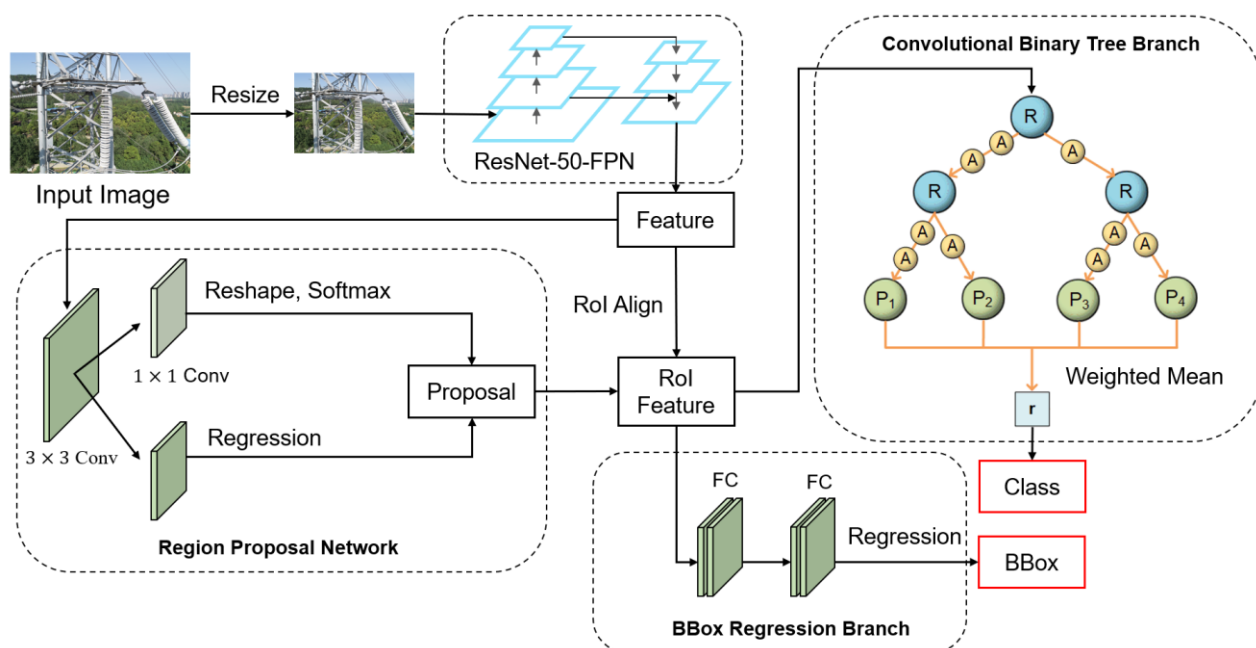 Input Image
Resize
ResNet-50-FPN
Convolutional Binary Tree Branch
R
A
A
A
R
R
A
A
A
A
A
A
P₁
P₂
P₃
P₄
Weighted Mean
r
Class
Feature
RoI Align
Reshape, Softmax
1 × 1 Conv
Proposal
RoI
Feature
3 × 3 Conv
Regression
Region Proposal Network
FC
FC
Regression
BBox
BBox Regression Branch